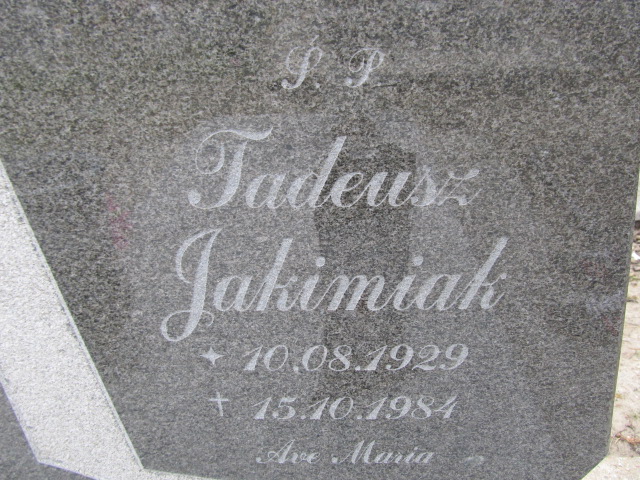 Ś. P.
Tadeusz
Jakimiak
✦ 10.08.1929
† 15.10.1984
Ave Maria